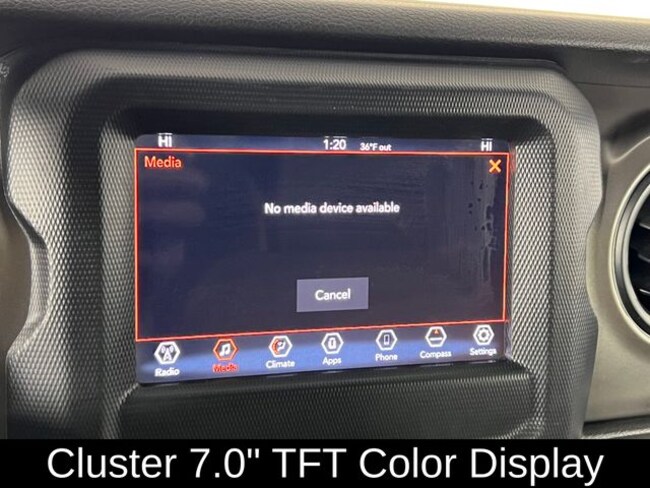 HI 1:20 36°F out HI
Media X
No media device available
Cancel
Radio Media Climate Apps Phone Compass Settings
Cluster 7.0" TFT Color Display